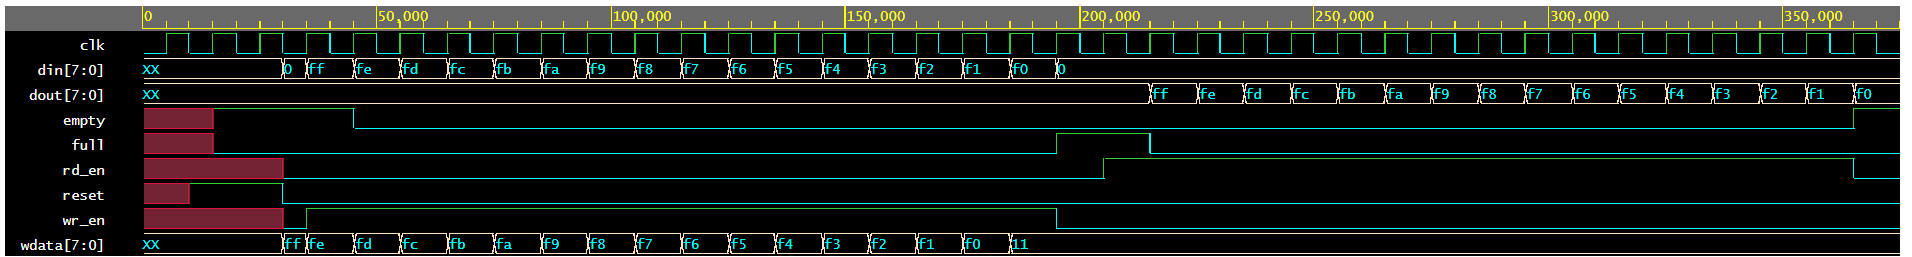 0 50,000 100,000 150,000 200,000 250,000 300,000 350,000
clk
din[7:0] XX 0 ff fe fd fc fb fa f9 f8 f7 f6 f5 f4 f3 f2 f1 f0 0
dout[7:0] XX ff fe fd fc fb fa f9 f8 f7 f6 f5 f4 f3 f2 f1 f0
empty
full
rd_en
reset
wr_en
wdata[7:0] XX ff fe fd fc fb fa f9 f8 f7 f6 f5 f4 f3 f2 f1 f0 11